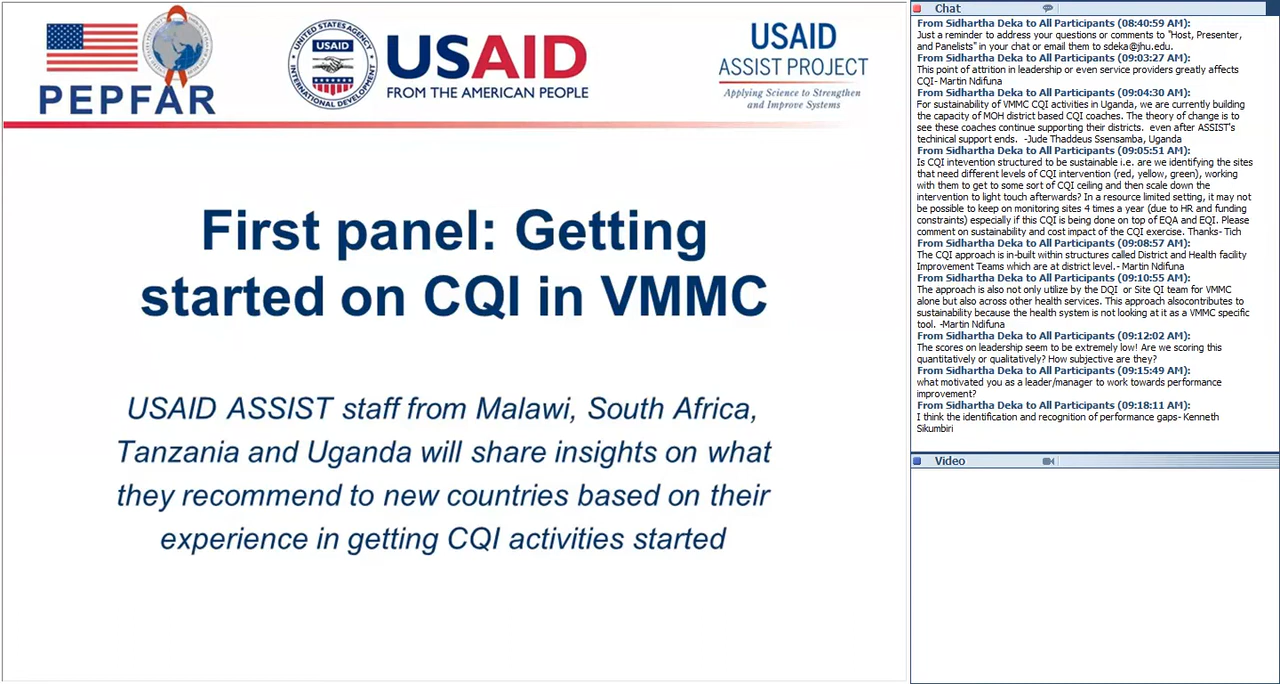 PEPFAR
UNITED STATES AGENCY
USAID
INTERNATIONAL DEVELOPMENT
USAID
FROM THE AMERICAN PEOPLE
USAID
ASSIST PROJECT
Applying Science to Strengthen
and Improve Systems
First panel: Getting
started on CQI in VMMC
USAID ASSIST staff from Malawi, South Africa,
Tanzania and Uganda will share insights on what
they recommend to new countries based on their
experience in getting CQI activities started
Chat
From Sidhartha Deka to All Participants (08:40:59 AM):
Just a reminder to address your questions or comments to "Host, Presenter,
and Panelists" in your chat or email them to sdeka@jhu.edu.
From Sidhartha Deka to All Participants (09:03:27 AM):
This point of attrition in leadership or even service providers greatly affects
CQI- Martin Ndifuna
From Sidhartha Deka to All Participants (09:04:30 AM):
For sustainability of VMMC CQI activities in Uganda, we are currently building
the capacity of MOH district based CQI coaches. The theory of change is to
see these coaches continue supporting their districts.  even after ASSIST's
techinical support ends.  -Jude Thaddeus Ssensamba, Uganda
From Sidhartha Deka to All Participants (09:05:51 AM):
Is CQI intevention structured to be sustainable i.e. are we identifying the sites
that need different levels of CQI intervention (red, yellow, green), working
with them to get to some sort of CQI ceiling and then scale down the
intervention to light touch afterwards? In a resource limited setting, it may not
be possible to keep on monitoring sites 4 times a year (due to HR and funding
constraints) especially if this CQI is being done on top of EQA and EQI. Please
comment on sustainability and cost impact of the CQI exercise. Thanks- Tich
From Sidhartha Deka to All Participants (09:08:57 AM):
The CQI approach is in-built within structures called District and Health facility
Improvement Teams which are at district level.- Martin Ndifuna
From Sidhartha Deka to All Participants (09:10:55 AM):
The approach is also not only utilize by the DQI  or Site QI team for VMMC
alone but also across other health services. This approach alsocontributes to
sustainability because the health system is not looking at it as a VMMC specific
tool. -Martin Ndifuna
From Sidhartha Deka to All Participants (09:12:02 AM):
The scores on leadership seem to be extremely low! Are we scoring this
quantitatively or qualitatively? How subjective are they?
From Sidhartha Deka to All Participants (09:15:49 AM):
what motivated you as a leader/manager to work towards performance
improvement?
From Sidhartha Deka to All Participants (09:18:11 AM):
I think the identification and recognition of performance gaps- Kenneth
Sikumbiri
Video